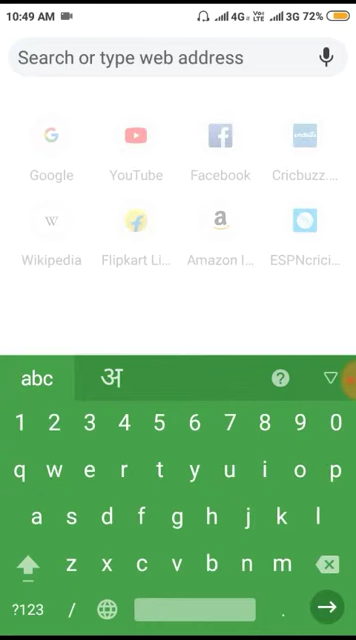 10:49 AM 4G VoLTE 3G 72%
Search or type web address
Google YouTube Facebook Cricbuzz....
Wikipedia Flipkart Li... Amazon I... ESPNcrici...
abc अ ?
1 2 3 4 5 6 7 8 9 0
q w e r t y u i o p
a s d f g h j k l
z x c v b n m
?123 / .